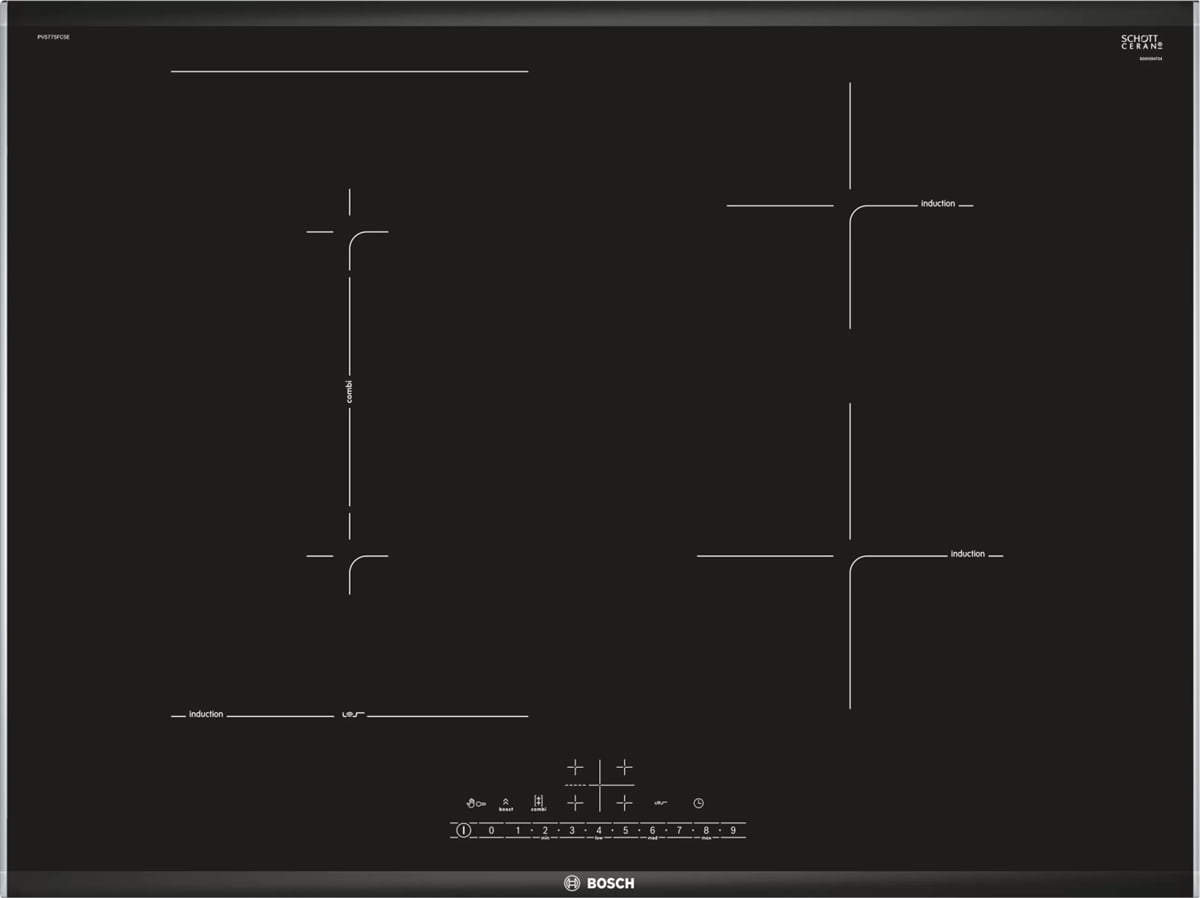 PVS775FC5E
SCHOTT
CERAN®
induction
combi
induction
induction
boost
combi
0 1 · 2 · 3 · 4 · 5 · 6 · 7 · 8 · 9
min low med max
BOSCH